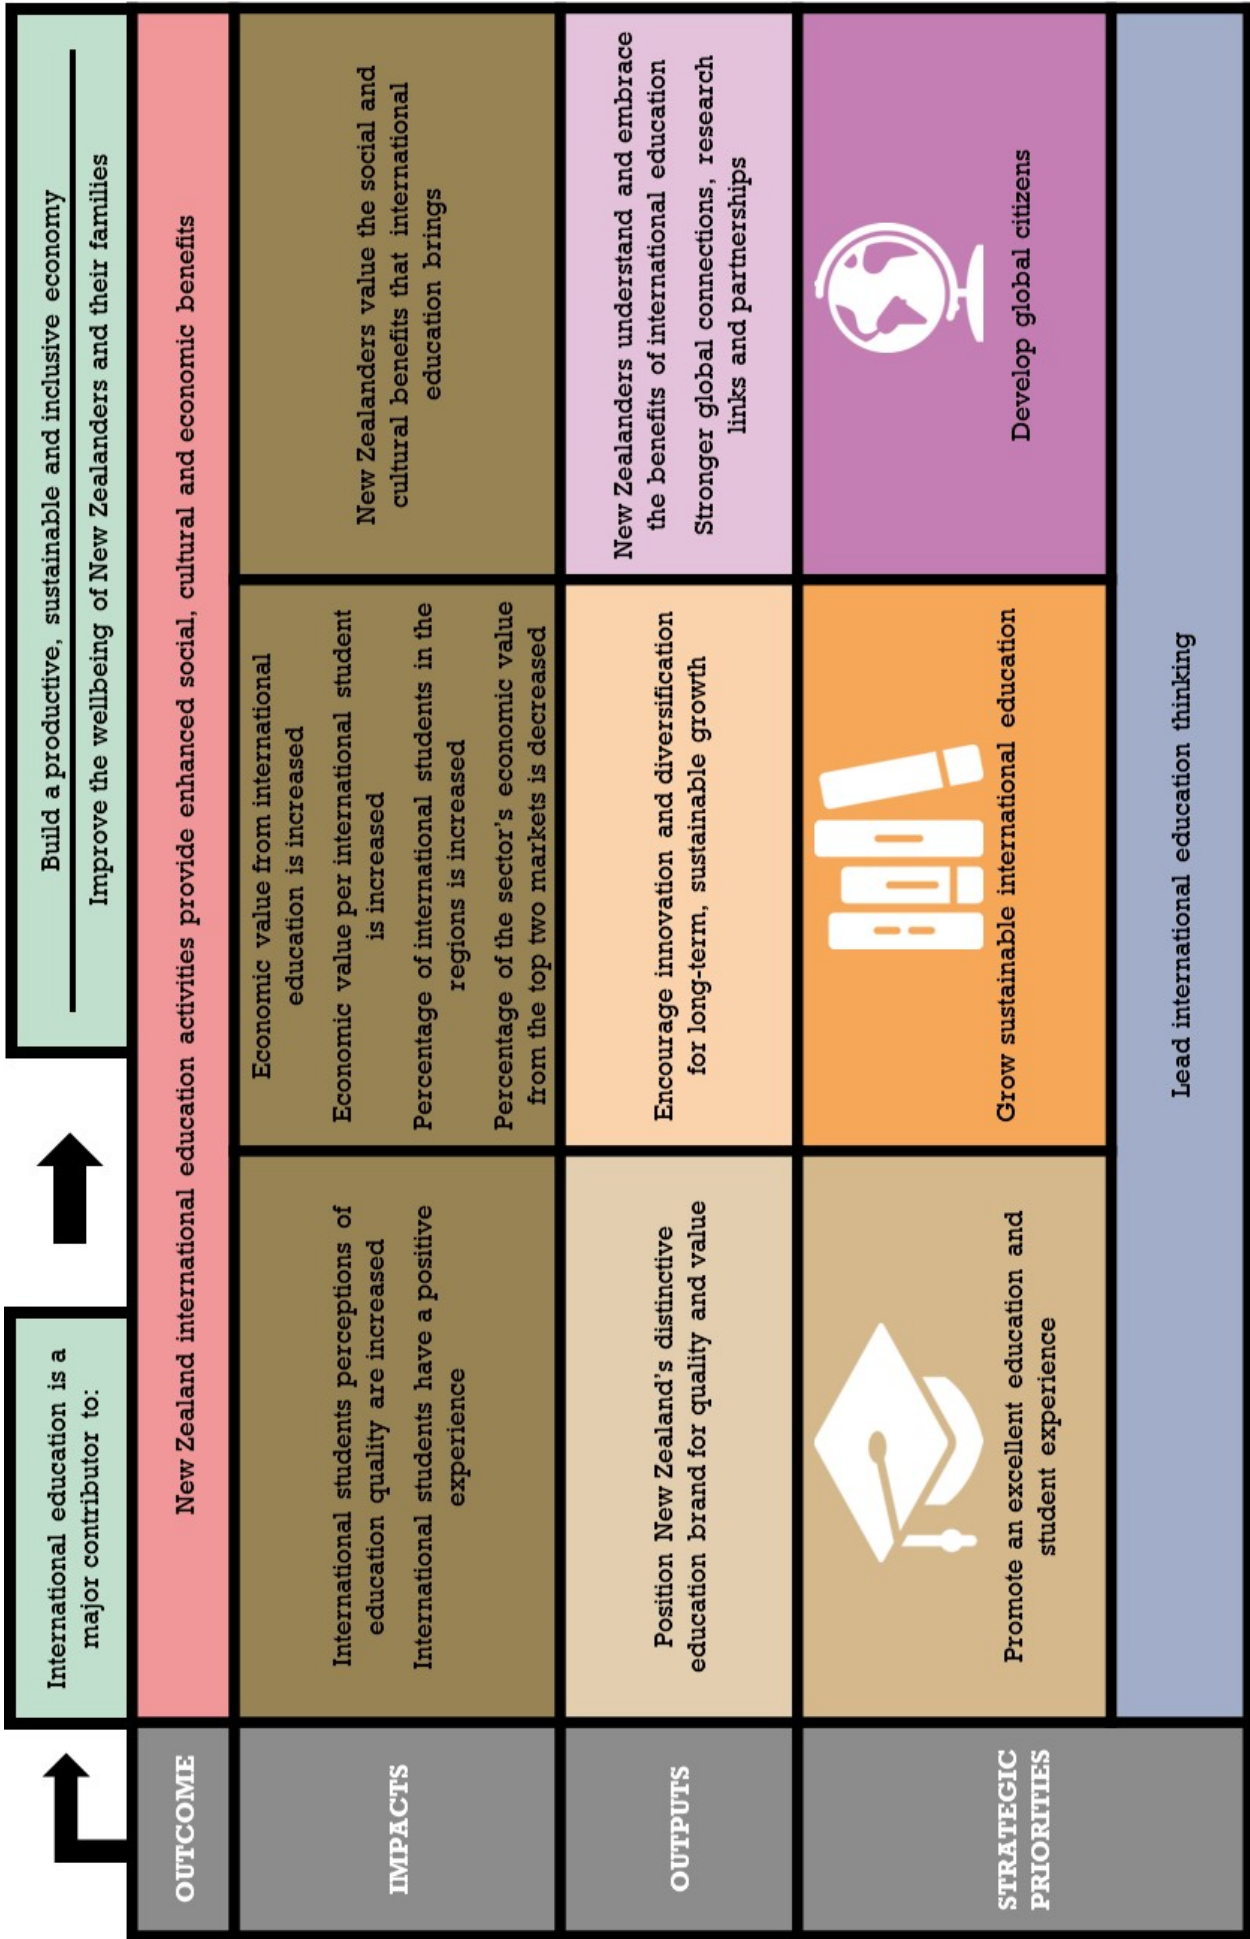 International education is a
major contributor to:
Build a productive, sustainable and inclusive economy
Improve the wellbeing of New Zealanders and their families
OUTCOME
New Zealand international education activities provide enhanced social, cultural and economic benefits
IMPACTS
International students perceptions of
education quality are increased
International students have a positive
experience
Economic value from international
education is increased
Economic value per international student
is increased
Percentage of international students in the
regions is increased
Percentage of the sector's economic value
from the top two markets is decreased
New Zealanders value the social and
cultural benefits that international
education brings
OUTPUTS
Position New Zealand's distinctive
education brand for quality and value
Encourage innovation and diversification
for long-term, sustainable growth
New Zealanders understand and embrace
the benefits of international education
Stronger global connections, research
links and partnerships
STRATEGIC
PRIORITIES
Promote an excellent education and
student experience
Grow sustainable international education
Develop global citizens
Lead international education thinking